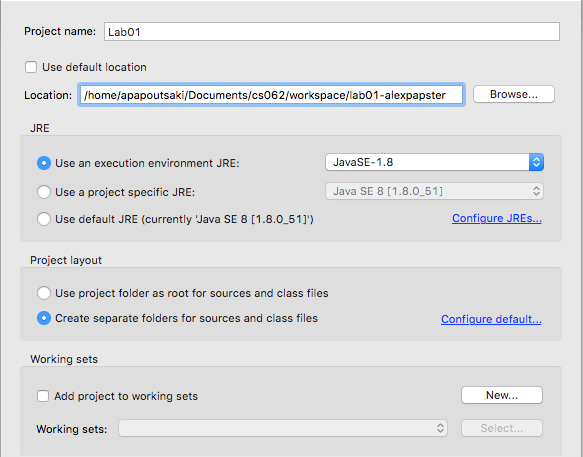 Project name: Lab01
Use default location
Location: /home/apapoutsaki/Documents/cs062/workspace/lab01-alexpapster Browse...
JRE
Use an execution environment JRE: JavaSE-1.8
Use a project specific JRE: Java SE 8 [1.8.0_51]
Use default JRE (currently 'Java SE 8 [1.8.0_51]') Configure JREs...
Project layout
Use project folder as root for sources and class files
Create separate folders for sources and class files Configure default...
Working sets
Add project to working sets New...
Working sets: Select...